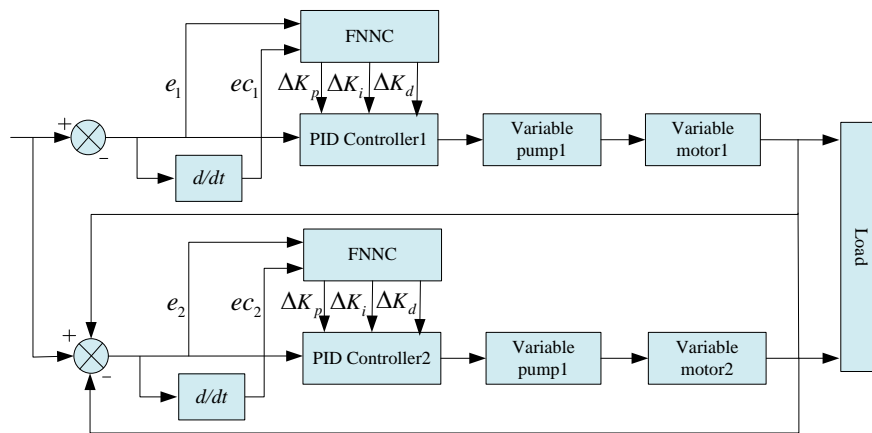 FNNC
e1
ec1
ΔKp ΔKi ΔKd
+
−
PID Controller1
Variable
pump1
Variable
motor1
d/dt
Load
FNNC
e2
ec2
ΔKp ΔKi ΔKd
+
−
PID Controller2
Variable
pump1
Variable
motor2
d/dt